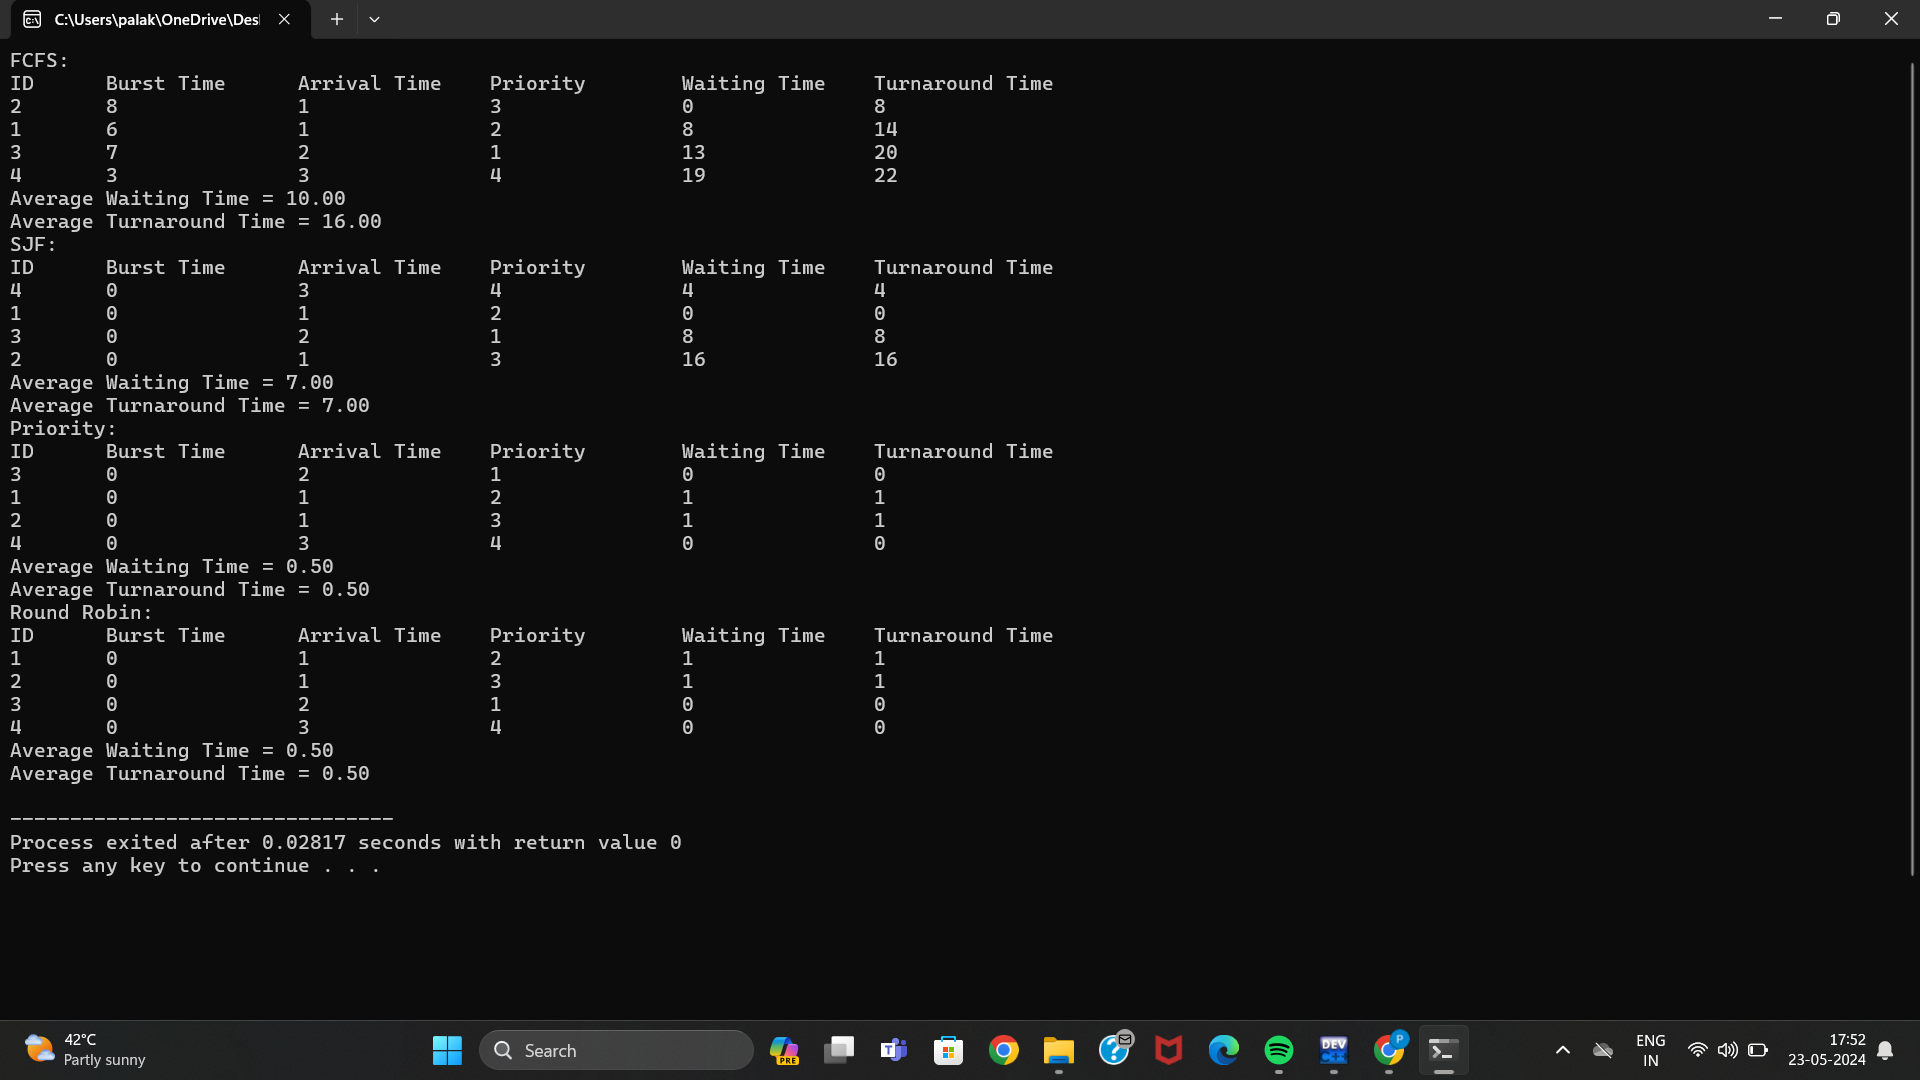 C:\Users\palak\OneDrive\Des
FCFS:
ID Burst Time Arrival Time Priority Waiting Time Turnaround Time
2 8 1 3 0 8
1 6 1 2 8 14
3 7 2 1 13 20
4 3 3 4 19 22
Average Waiting Time = 10.00
Average Turnaround Time = 16.00
SJF:
ID Burst Time Arrival Time Priority Waiting Time Turnaround Time
4 0 3 4 4 4
1 0 1 2 0 0
3 0 2 1 8 8
2 0 1 3 16 16
Average Waiting Time = 7.00
Average Turnaround Time = 7.00
Priority:
ID Burst Time Arrival Time Priority Waiting Time Turnaround Time
3 0 2 1 0 0
1 0 1 2 1 1
2 0 1 3 1 1
4 0 3 4 0 0
Average Waiting Time = 0.50
Average Turnaround Time = 0.50
Round Robin:
ID Burst Time Arrival Time Priority Waiting Time Turnaround Time
1 0 1 2 1 1
2 0 1 3 1 1
3 0 2 1 0 0
4 0 3 4 0 0
Average Waiting Time = 0.50
Average Turnaround Time = 0.50
--------------------------------
Process exited after 0.02817 seconds with return value 0
Press any key to continue . . .
42°C
Partly sunny
Search
PRE
T
DEV
C++
P
ENG
IN
17:52
23-05-2024